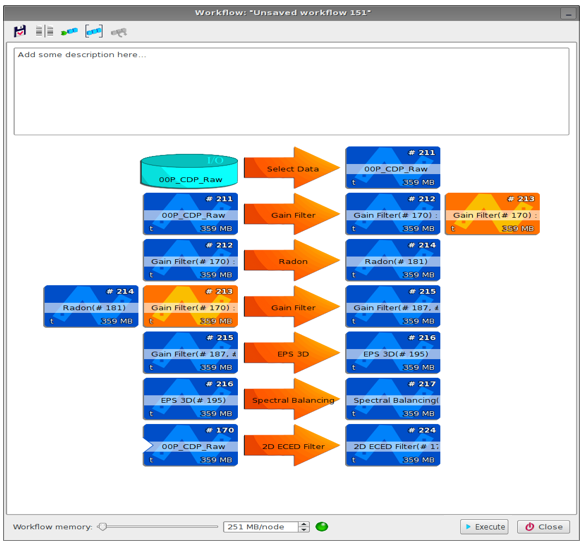 Workflow: "Unsaved workflow 151"
Add some description here...
I/O
00P_CDP_Raw
Select Data
# 211
00P_CDP_Raw
t 359 MB
# 211
00P_CDP_Raw
t 359 MB
Gain Filter
# 212
Gain Filter(# 170) :
t 359 MB
# 213
Gain Filter(# 170) :
t 359 MB
# 212
Gain Filter(# 170) :
t 359 MB
Radon
# 214
Radon(# 181)
t 359 MB
# 214
Radon(# 181)
t 359 MB
# 213
Gain Filter(# 170) :
t 359 MB
Gain Filter
# 215
Gain Filter(# 187, #
t 359 MB
# 215
Gain Filter(# 187, #
t 359 MB
EPS 3D
# 216
EPS 3D(# 195)
t 359 MB
# 216
EPS 3D(# 195)
t 359 MB
Spectral Balancing
# 217
Spectral Balancing(
t 359 MB
# 170
00P_CDP_Raw
t 359 MB
2D ECED Filter
# 224
2D ECED Filter(# 17
t 359 MB
Workflow memory:
251 MB/node
Execute
Close